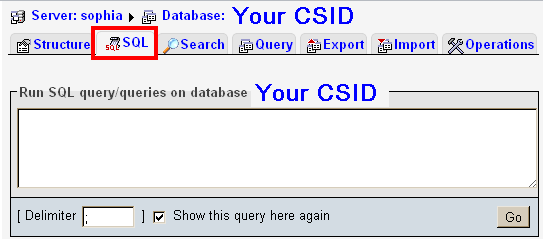 Server: sophia ▸ Database: Your CSID
Structure SQL Search Query Export Import Operations
Run SQL query/queries on database Your CSID
[ Delimiter ; ] Show this query here again Go